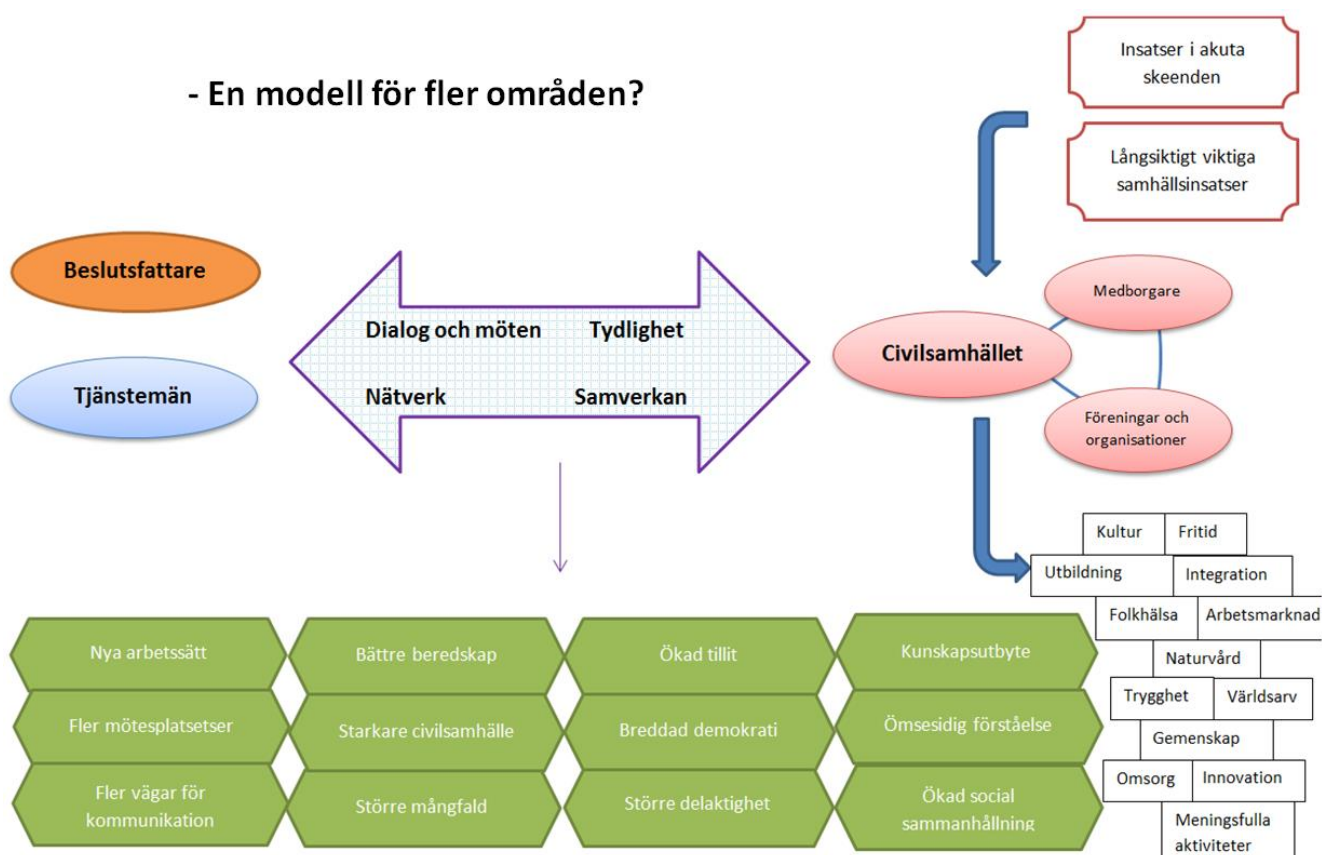 - En modell för fler områden?
Insatser i akuta
skeenden
Långsiktigt viktiga
samhällsinsatser
Beslutsfattare
Tjänstemän
Dialog och möten
Tydlighet
Nätverk
Samverkan
Civilsamhället
Medborgare
Föreningar och
organisationer
Kultur
Fritid
Utbildning
Integration
Folkhälsa
Arbetsmarknad
Naturvård
Trygghet
Världsarv
Gemenskap
Omsorg
Innovation
Meningsfulla
aktiviteter
Nya arbetssätt
Bättre beredskap
Ökad tillit
Kunskapsutbyte
Fler mötesplatsetser
Starkare civilsamhälle
Breddad demokrati
Ömsesidig förståelse
Fler vägar för
kommunikation
Större mångfald
Större delaktighet
Ökad social
sammanhållning